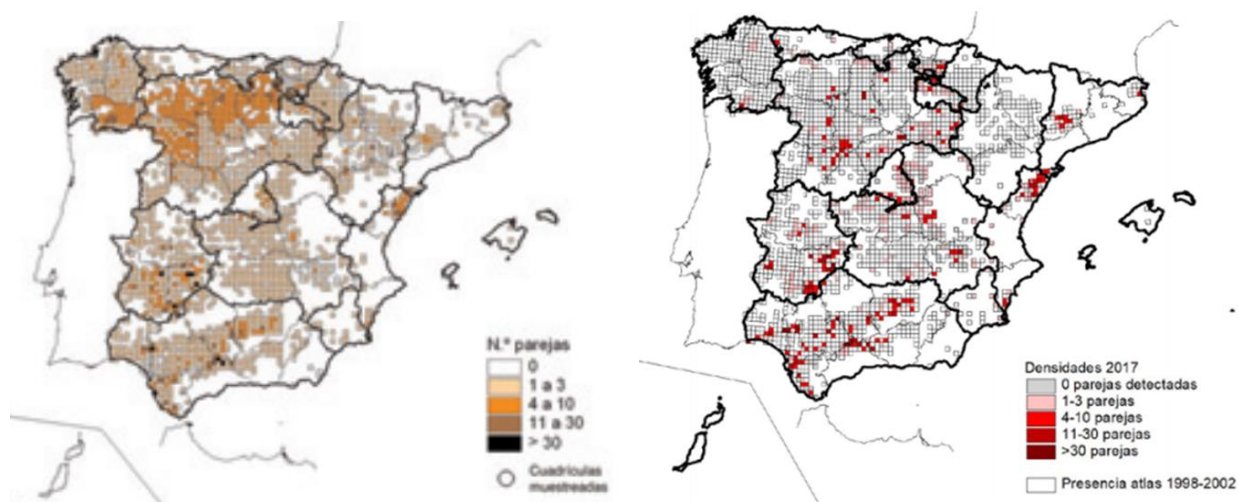 N.º parejas
0
1 a 3
4 a 10
11 a 30
> 30
Cuadrículas
muestreadas
Densidades 2017
0 parejas detectadas
1-3 parejas
4-10 parejas
11-30 parejas
>30 parejas
Presencia atlas 1998-2002